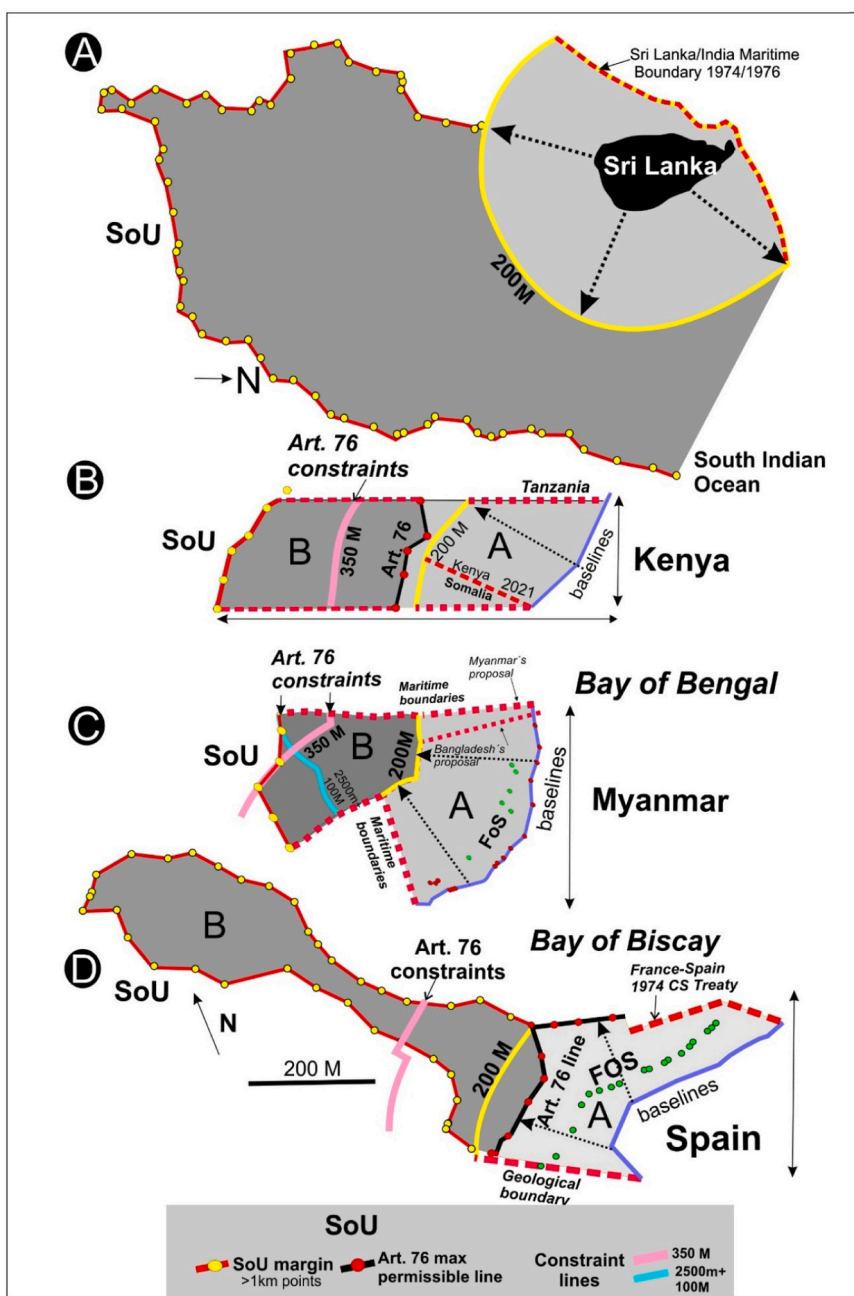 A
Sri Lanka/India Maritime
Boundary 1974/1976
Sri Lanka
SoU
200M
N
South Indian
Ocean
B
Art. 76
constraints
SoU
B
350 M
Art. 76
200 M
A
Tanzania
Kenya
Somalia
2021
baselines
Kenya
C
Art. 76
constraints
SoU
350 M
B
2500m+
100M
Maritime
boundaries
Maritime boundaries
200M
Myanmar´s
proposal
Bangladesh´s
proposal
A
FoS
baselines
Bay of Bengal
Myanmar
D
B
SoU
N
200 M
Art. 76
constraints
200 M
Art. 76 line
Bay of Biscay
France-Spain
1974 CS Treaty
FOS
A
baselines
Spain
Geological
boundary
SoU
SoU margin
>1km points
Art. 76 max
permissible line
Constraint
lines
350 M
2500m+
100M